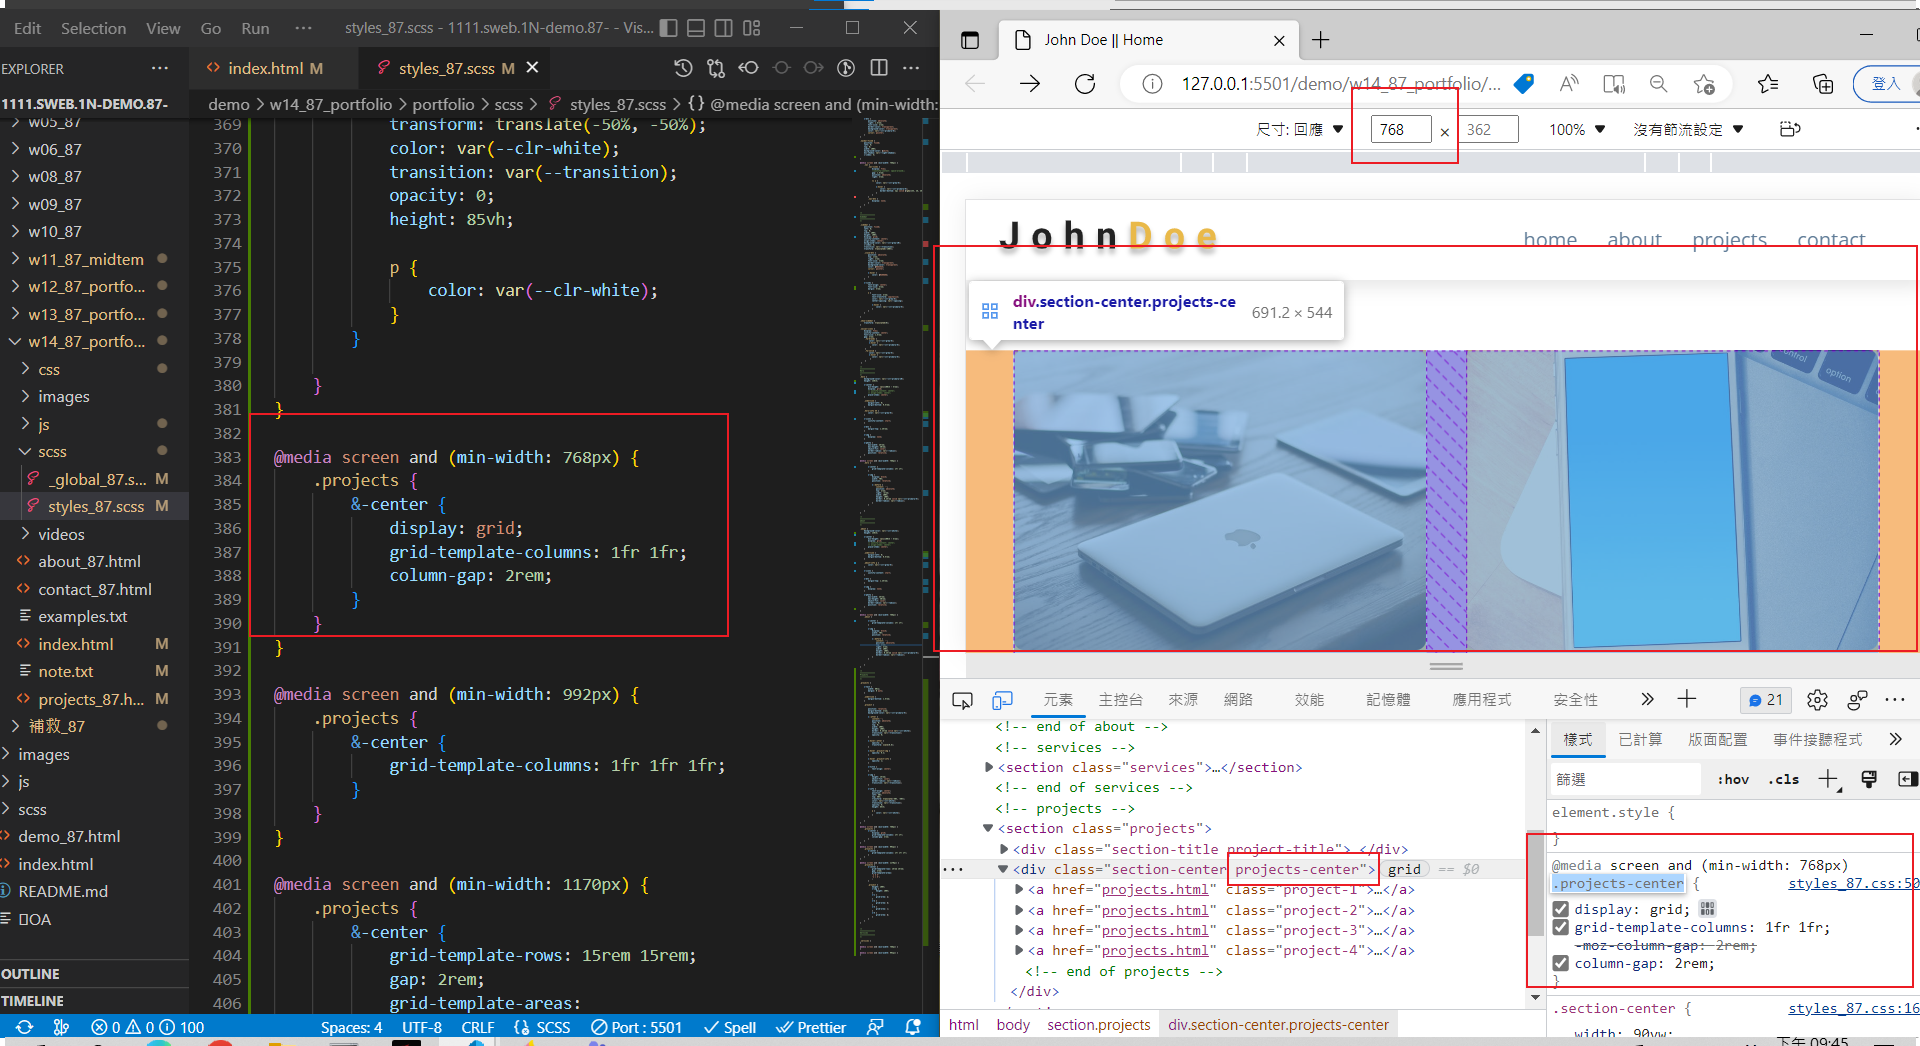 Edit Selection View Go Run ··· styles_87.scss - 1111.sweb.1N-demo.87- - Vis...
EXPLORER ···
1111.SWEB.1N-DEMO.87-
w05_87
w06_87
w08_87
w09_87
w10_87
w11_87_midtem
w12_87_portfo...
w13_87_portfo...
w14_87_portfo...
css
images
js
scss
_global_87.s... M
styles_87.scss M
videos
about_87.html
contact_87.html
examples.txt
index.html M
note.txt M
projects_87.h... M
補救_87
images
js
scss
demo_87.html
index.html
README.md
OUTLINE
TIMELINE
index.html M
styles_87.scss M
demo > w14_87_portfolio > portfolio > scss > styles_87.scss > {} @media screen and (min-width:
369 transform: translate(-50%, -50%);
370 color: var(--clr-white);
371 transition: var(--transition);
372 opacity: 0;
373 height: 85vh;
374
375 p {
376 color: var(--clr-white);
377 }
378 }
379
380 }
381 }
382
383 @media screen and (min-width: 768px) {
384 .projects {
385 &-center {
386 display: grid;
387 grid-template-columns: 1fr 1fr;
388 column-gap: 2rem;
389 }
390 }
391 }
392
393 @media screen and (min-width: 992px) {
394 .projects {
395 &-center {
396 grid-template-columns: 1fr 1fr 1fr;
397 }
398 }
399 }
400
401 @media screen and (min-width: 1170px) {
402 .projects {
403 &-center {
404 grid-template-rows: 15rem 15rem;
405 gap: 2rem;
406 grid-template-areas:
0 0 100 Spaces: 4 UTF-8 CRLF {} SCSS Port : 5501 Spell Prettier
John Doe || Home
127.0.0.1:5501/demo/w14_87_portfolio/...
登入
尺寸: 回應 768 × 362 100% 沒有節流設定
JohnDoe
home about projects contact
div.section-center.projects-ce
nter
691.2 × 544
control
option
元素 主控台 來源 網路 效能 記憶體 應用程式 安全性 21
<!-- end of about -->
<!-- services -->
<section class="services">…</section>
<!-- end of services -->
<!-- projects -->
<section class="projects">
<div class="section-title project-title">…</div>
<div class="section-center projects-center"> grid == $0
<a href="projects.html" class="project-1">…</a>
<a href="projects.html" class="project-2">…</a>
<a href="projects.html" class="project-3">…</a>
<a href="projects.html" class="project-4">…</a>
<!-- end of projects -->
</div>
html body section.projects div.section-center.projects-center
樣式 已計算 版面配置 事件接聽程式
篩選 :hov .cls
element.style {
}
@media screen and (min-width: 768px)
.projects-center { styles_87.css:50
display: grid;
grid-template-columns: 1fr 1fr;
-moz-column-gap: 2rem;
column-gap: 2rem;
}
.section-center { styles_87.css:16
width: 90vw;
下午 09:45